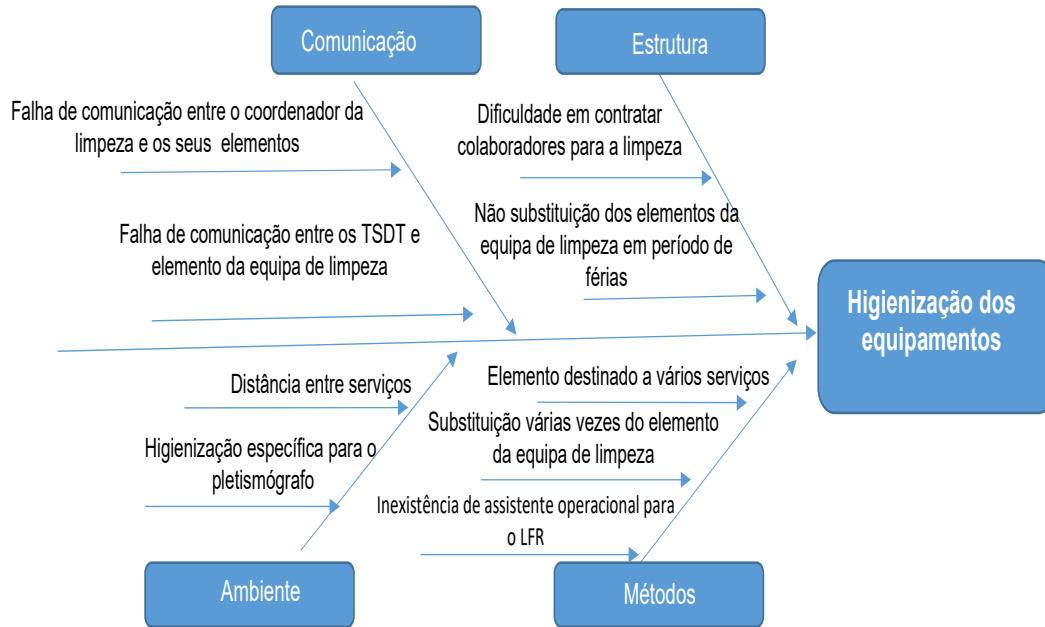 Comunicação
Estrutura
Falha de comunicação entre o coordenador da
limpeza e os seus elementos
Dificuldade em contratar
colaboradores para a limpeza
Falha de comunicação entre os TSDT e
elemento da equipa de limpeza
Não substituição dos elementos da
equipa de limpeza em período de
férias
Higienização dos
equipamentos
Distância entre serviços
Higienização específica para o
pletismógrafo
Elemento destinado a vários serviços
Substituição várias vezes do elemento
da equipa de limpeza
Inexistência de assistente operacional para
o LFR
Ambiente
Métodos